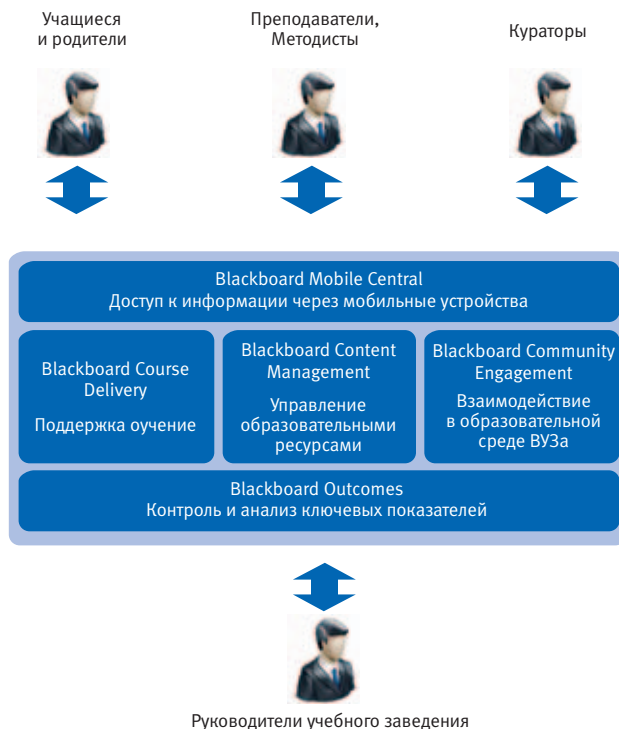 Учащиеся
и родители
Преподаватели,
Методисты
Кураторы
Blackboard Mobile Central
Доступ к информации через мобильные устройства
Blackboard Course
Delivery
Поддержка оучение
Blackboard Content
Management
Управление
образовательными
ресурсами
Blackboard Community
Engagement
Взаимодействие
в образовательной
среде ВУЗа
Blackboard Outcomes
Контроль и анализ ключевых показателей
Руководители учебного заведения